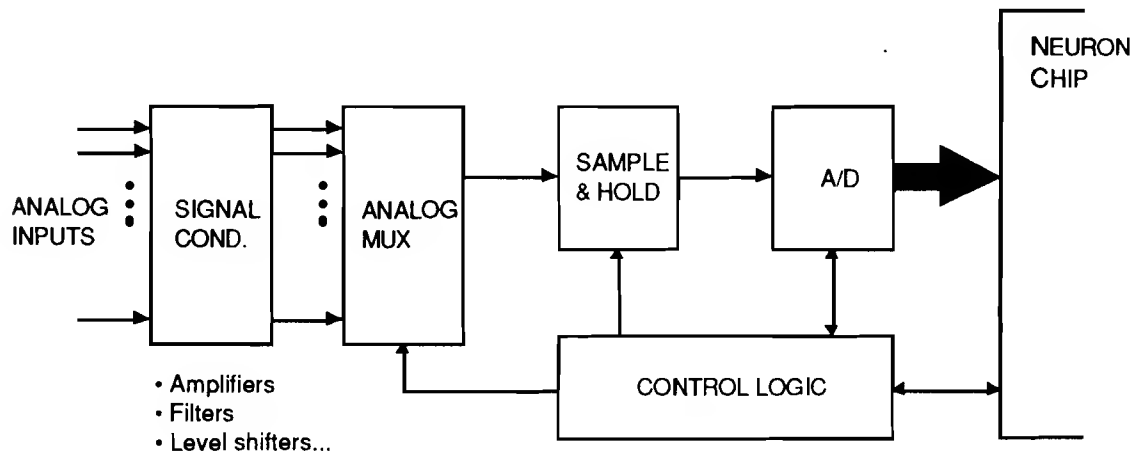 NEURON
CHIP
ANALOG
INPUTS
SIGNAL
COND.
ANALOG
MUX
SAMPLE
& HOLD
A/D
CONTROL LOGIC
• Amplifiers
• Filters
• Level shifters...